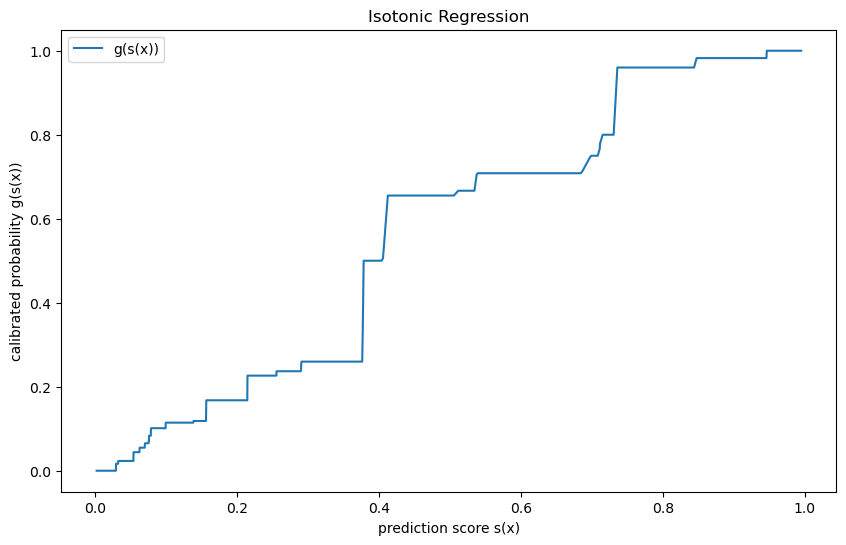 Isotonic Regression
g(s(x))
calibrated probability g(s(x))
1.0
0.8
0.6
0.4
0.2
0.0
0.0 0.2 0.4 0.6 0.8 1.0
prediction score s(x)